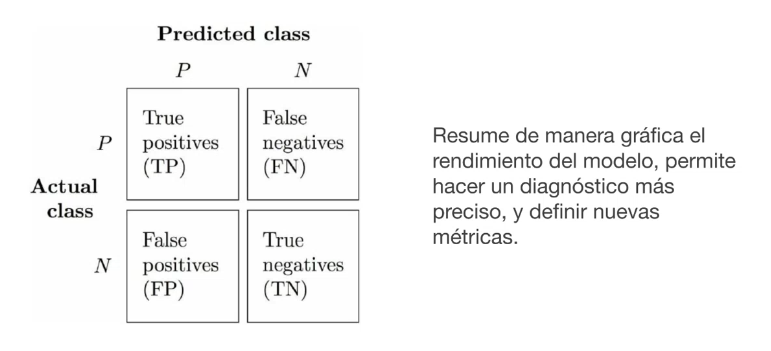 Predicted class
P N
True
positives
(TP)
False
negatives
(FN)
P
Actual
class
False
positives
(FP)
True
negatives
(TN)
N
Resume de manera gráfica el
rendimiento del modelo, permite
hacer un diagnóstico más
preciso, y definir nuevas
métricas.